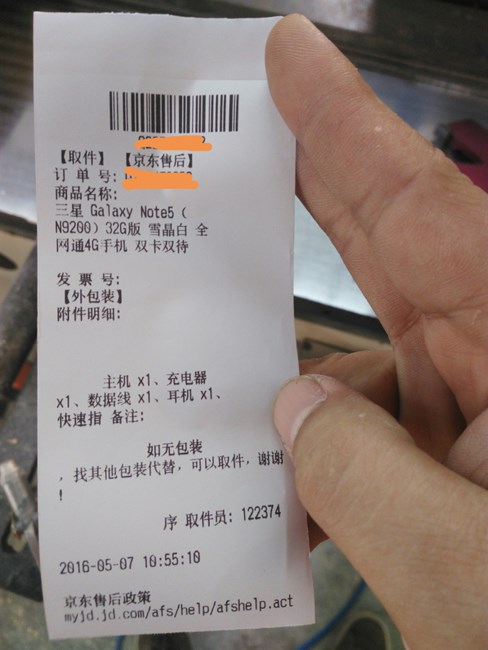 【取件】【京东售后】
订 单 号:
商品名称:
三星 Galaxy Note5 (
N9200) 32G版 雪晶白 全
网通4G手机 双卡双待
发 票 号:
【外包装】
附件明细:
主机 x1、充电器
x1、数据线 x1、耳机 x1、
快速指 备注:
如无包装
,找其他包装代替,可以取件,谢谢
!
序 取件员: 122374
2016-05-07 10:55:10
京东售后政策
myjd.jd.com/afs/help/afshelp.act